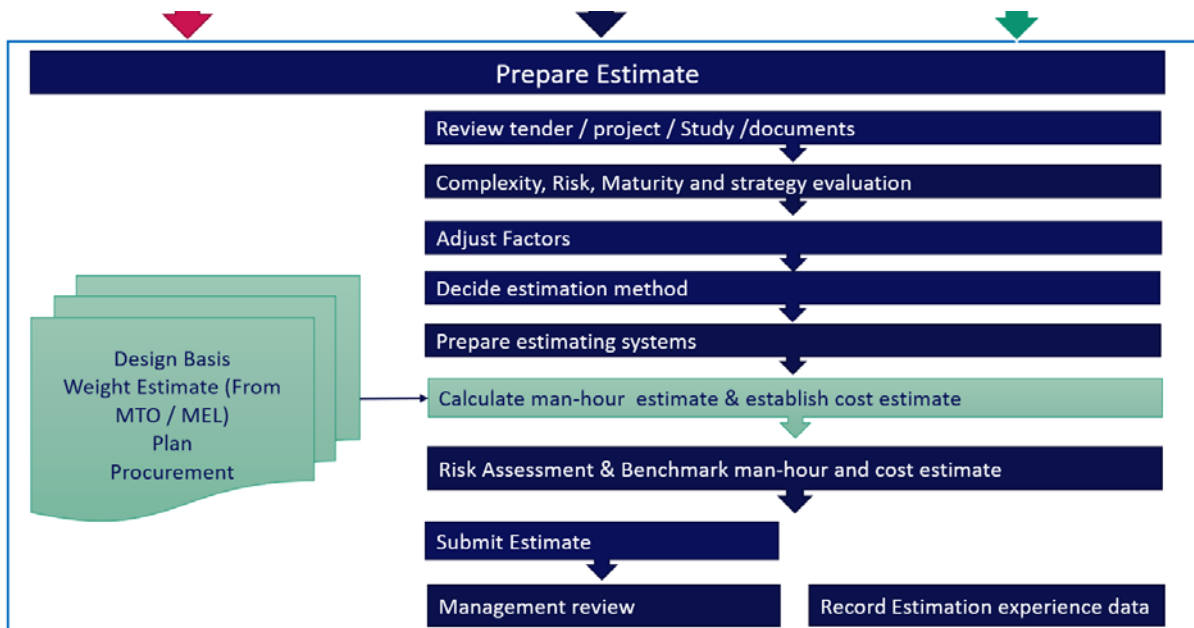 Prepare Estimate
Review tender / project / Study /documents
Complexity, Risk, Maturity and strategy evaluation
Adjust Factors
Decide estimation method
Prepare estimating systems
Design Basis
Weight Estimate (From
MTO / MEL)
Plan
Procurement
Calculate man-hour estimate & establish cost estimate
Risk Assessment & Benchmark man-hour and cost estimate
Submit Estimate
Management review
Record Estimation experience data